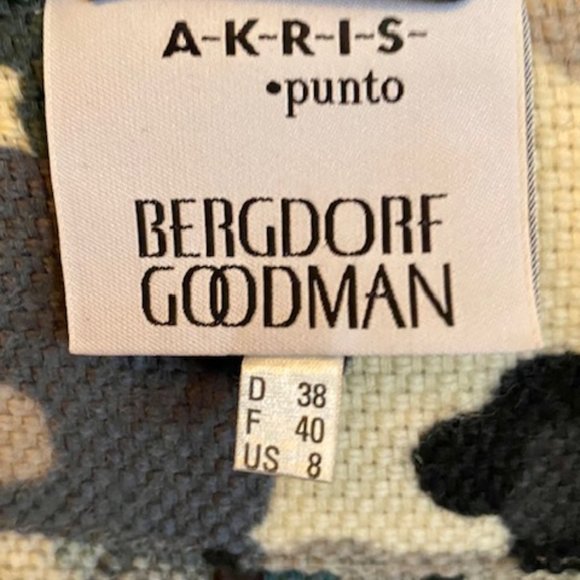 A-K-R-I-S-
•punto
BERGDORF
GOODMAN
D 38
F 40
US 8